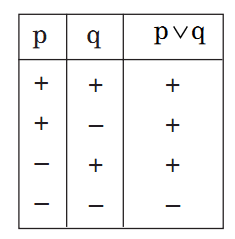 p q p∨q
+ + +
+ − +
− + +
− − −